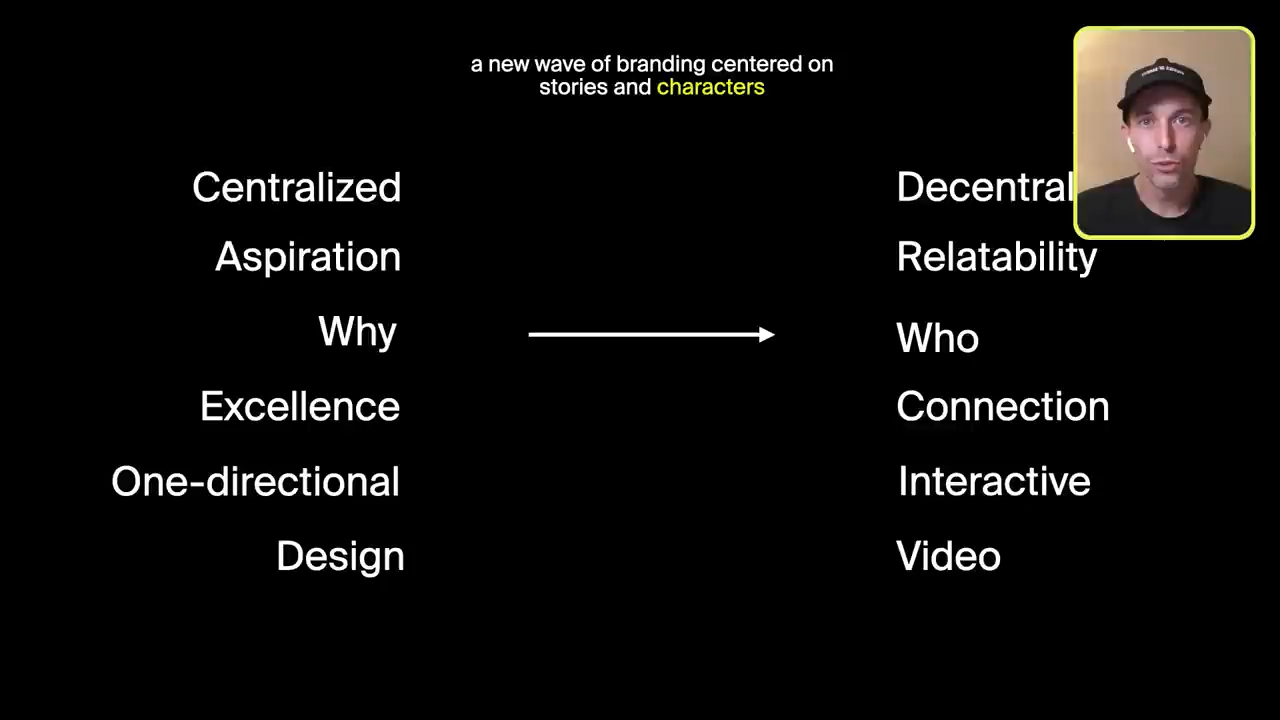 a new wave of branding centered on
stories and characters
Centralized
Decentral
Aspiration
Relatability
Why
Who
Excellence
Connection
One-directional
Interactive
Design
Video